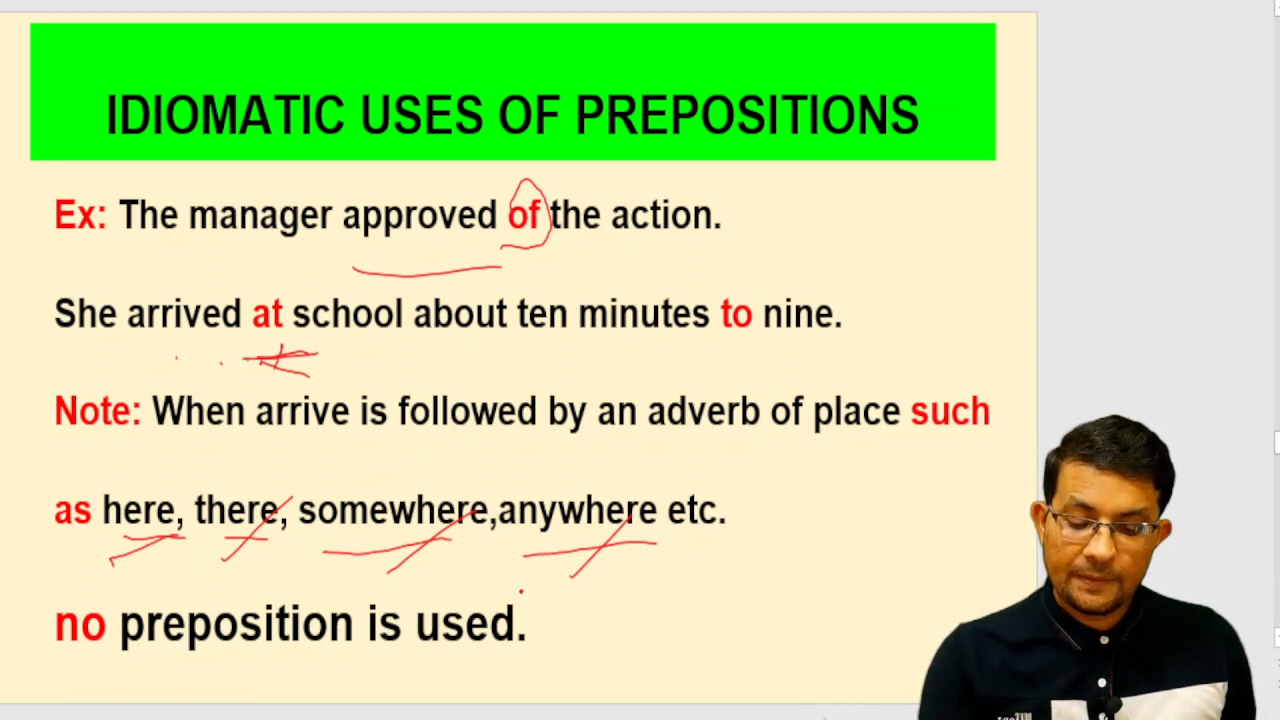 IDIOMATIC USES OF PREPOSITIONS
Ex: The manager approved of the action.
She arrived at school about ten minutes to nine.
Note: When arrive is followed by an adverb of place such
as here, there, somewhere,anywhere etc.
no preposition is used.